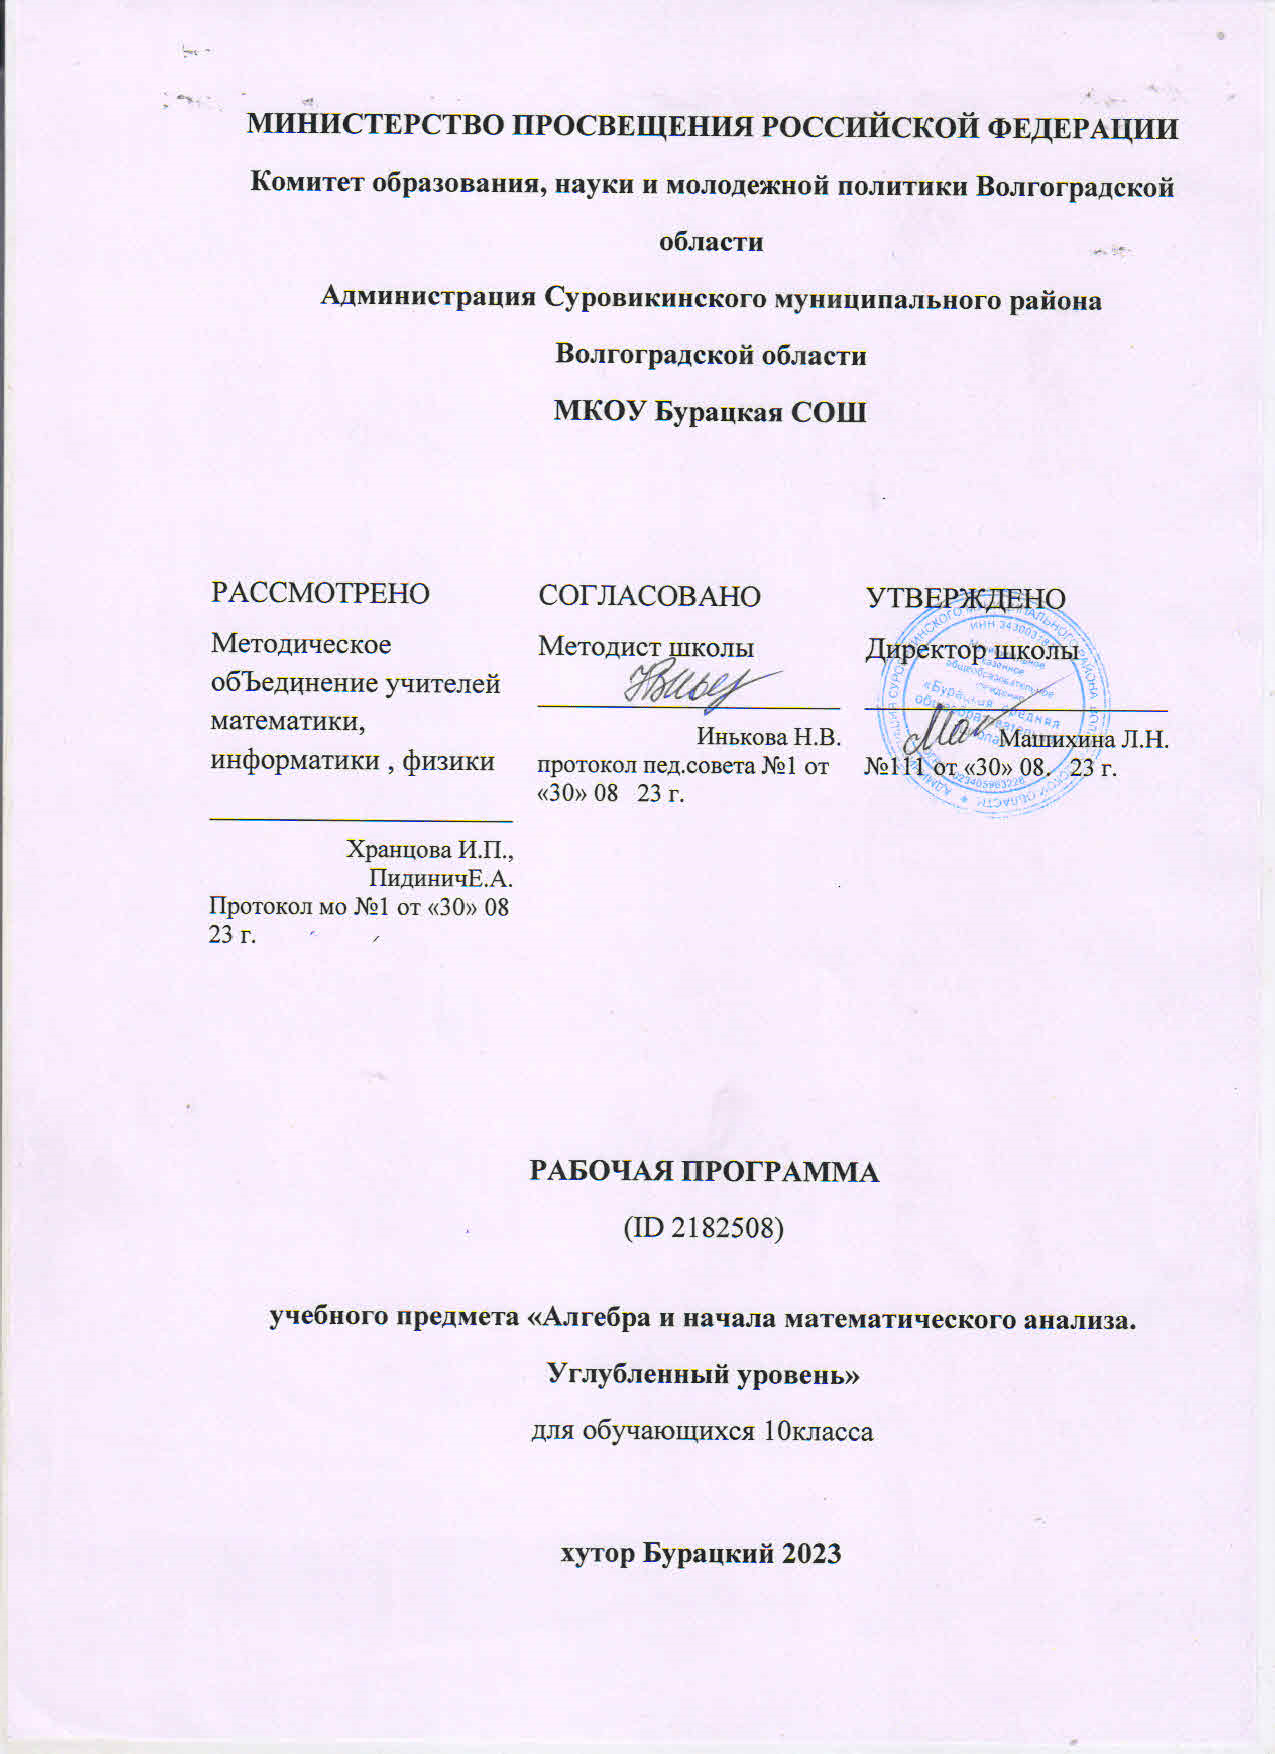 МИНИСТЕРСТВО ПРОСВЕЩЕНИЯ РОССИЙСКОЙ ФЕДЕРАЦИИ
Комитет образования, науки и молодежной политики Волгоградской
области
Администрация Суровикинского муниципального района
Волгоградской области
МКОУ Бурацкая СОШ
РАССМОТРЕНО
Методическое
обЪединение учителей
математики,
информатики , физики
Хранцова И.П.,
ПидиничЕ.А.
Протокол мо №1 от «30» 08
23 г.
СОГЛАСОВАНО
Методист школы
Инькова Н.В.
протокол пед.совета №1 от
«30» 08 23 г.
УТВЕРЖДЕНО
Директор школы
Машихина Л.Н.
№111 от «30» 08. 23 г.
РАБОЧАЯ ПРОГРАММА
(ID 2182508)
учебного предмета «Алгебра и начала математического анализа.
Углубленный уровень»
для обучающихся 10класса
хутор Бурацкий 2023